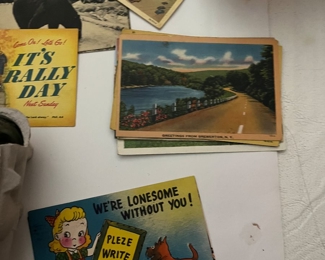 Come On! Let's Go!
IT'S
RALLY
DAY
Next Sunday
GREETINGS FROM
WE'RE LONESOME
WITHOUT YOU!
PLEZE
WRITE